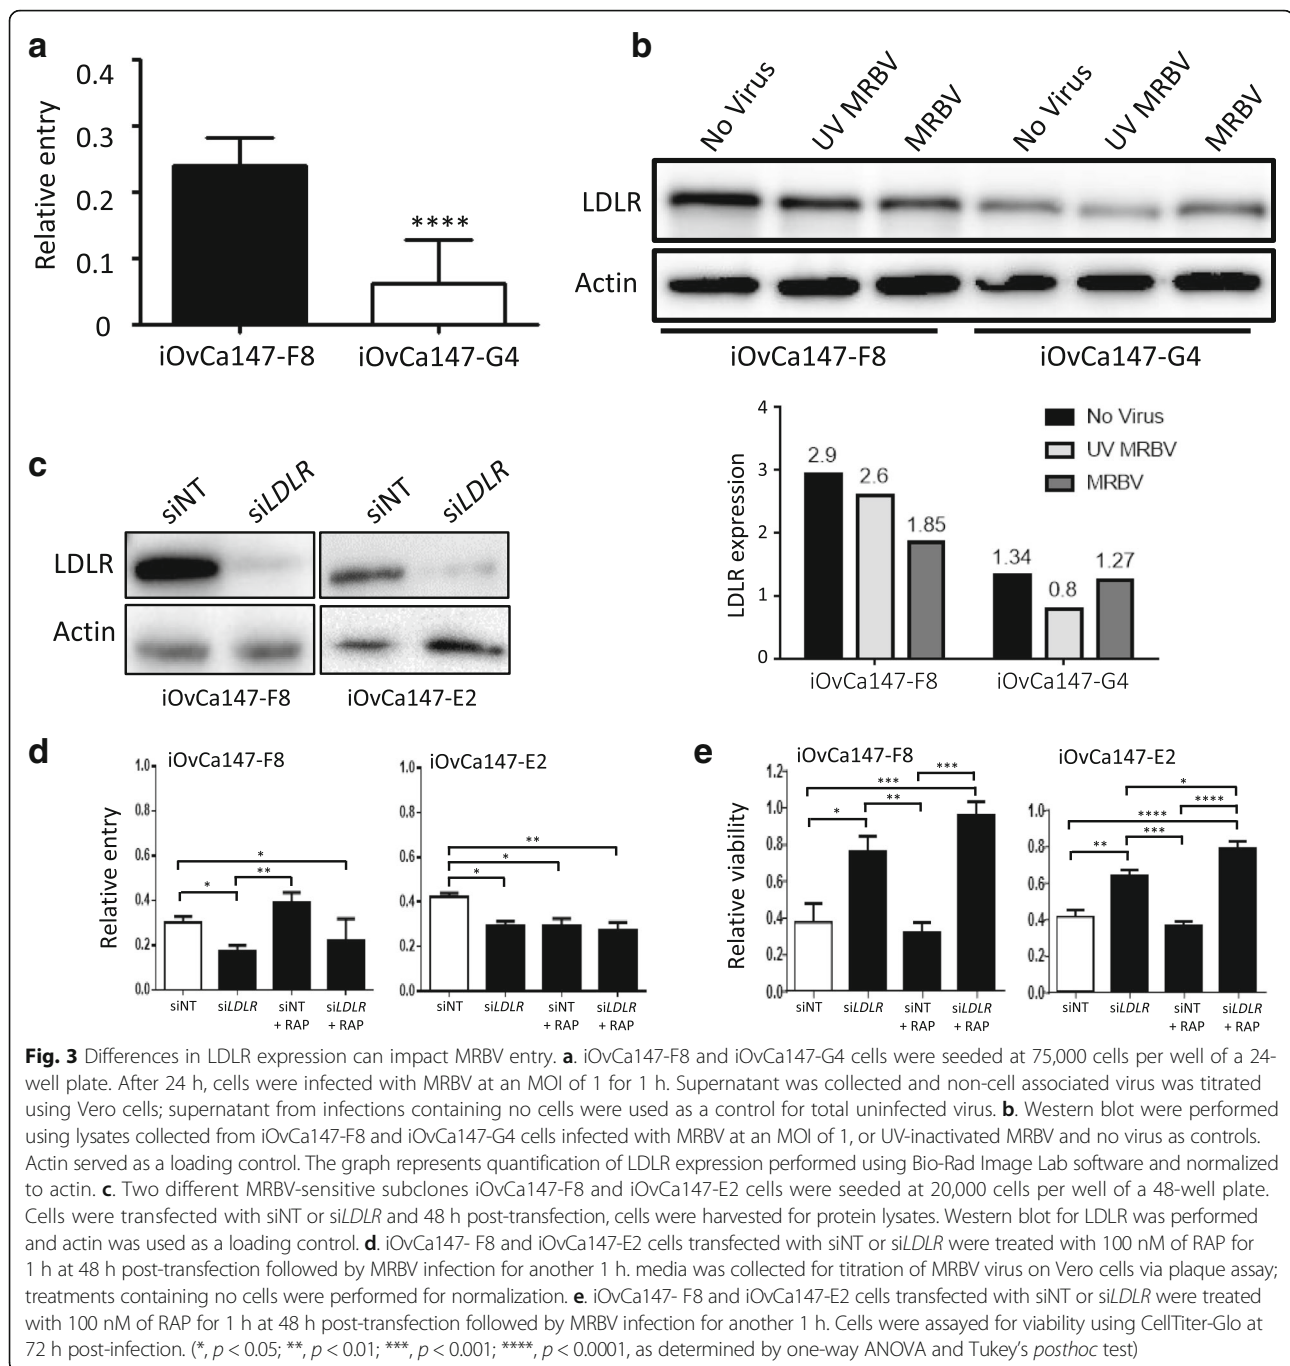 a
0.4
0.3
0.2
0.1
0
Relative entry
****
iOvCa147-F8
iOvCa147-G4
b
No Virus
UV MRBV
MRBV
No Virus
UV MRBV
MRBV
LDLR
Actin
iOvCa147-F8
iOvCa147-G4
4
3
2
1
0
LDLR expression
No Virus
UV MRBV
MRBV
2.9
2.6
1.85
1.34
0.8
1.27
iOvCa147-F8
iOvCa147-G4
c
siNT
siLDLR
siNT
siLDLR
LDLR
Actin
iOvCa147-F8
iOvCa147-E2
d
iOvCa147-F8
1.0
0.8
0.6
0.4
0.2
0.0
Relative entry
*
*
**
siNT
siLDLR
siNT
+ RAP
siLDLR
+ RAP
iOvCa147-E2
1.0
0.8
0.6
0.4
0.2
0.0
**
*
*
siNT
siLDLR
siNT
+ RAP
siLDLR
+ RAP
e
iOvCa147-F8
1.2
1.0
0.8
0.6
0.4
0.2
0.0
Relative viability
***
***
*
**
siNT
siLDLR
siNT
+ RAP
siLDLR
+ RAP
iOvCa147-E2
1.0
0.8
0.6
0.4
0.2
0.0
*
****
****
**
***
siNT
siLDLR
siNT
+ RAP
siLDLR
+ RAP
Fig. 3 Differences in LDLR expression can impact MRBV entry. a. iOvCa147-F8 and iOvCa147-G4 cells were seeded at 75,000 cells per well of a 24-
well plate. After 24 h, cells were infected with MRBV at an MOI of 1 for 1 h. Supernatant was collected and non-cell associated virus was titrated
using Vero cells; supernatant from infections containing no cells were used as a control for total uninfected virus. b. Western blot were performed
using lysates collected from iOvCa147-F8 and iOvCa147-G4 cells infected with MRBV at an MOI of 1, or UV-inactivated MRBV and no virus as controls.
Actin served as a loading control. The graph represents quantification of LDLR expression performed using Bio-Rad Image Lab software and normalized
to actin. c. Two different MRBV-sensitive subclones iOvCa147-F8 and iOvCa147-E2 cells were seeded at 20,000 cells per well of a 48-well plate.
Cells were transfected with siNT or siLDLR and 48 h post-transfection, cells were harvested for protein lysates. Western blot for LDLR was performed
and actin was used as a loading control. d. iOvCa147- F8 and iOvCa147-E2 cells transfected with siNT or siLDLR were treated with 100 nM of RAP for
1 h at 48 h post-transfection followed by MRBV infection for another 1 h. media was collected for titration of MRBV virus on Vero cells via plaque assay;
treatments containing no cells were performed for normalization. e. iOvCa147- F8 and iOvCa147-E2 cells transfected with siNT or siLDLR were treated
with 100 nM of RAP for 1 h at 48 h post-transfection followed by MRBV infection for another 1 h. Cells were assayed for viability using CellTiter-Glo at
72 h post-infection. (*, p < 0.05; **, p < 0.01; ***, p < 0.001; ****, p < 0.0001, as determined by one-way ANOVA and Tukey's posthoc test)